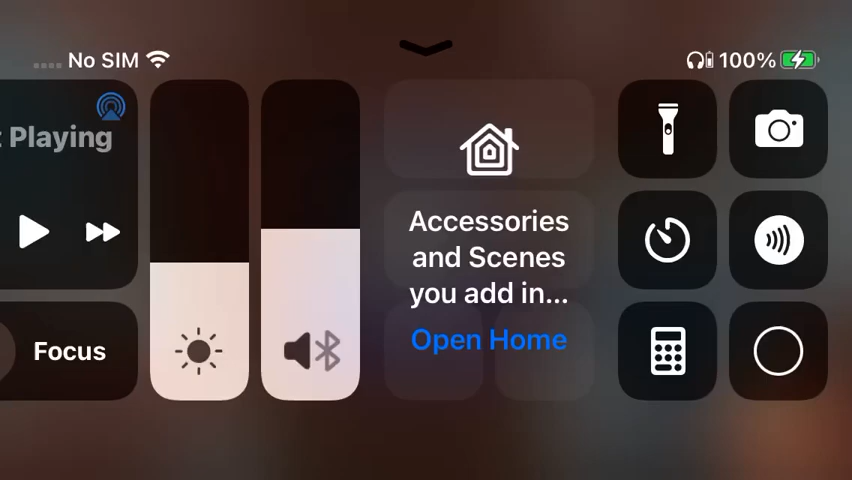 No SIM
100%
Playing
Focus
Accessories
and Scenes
you add in...
Open Home